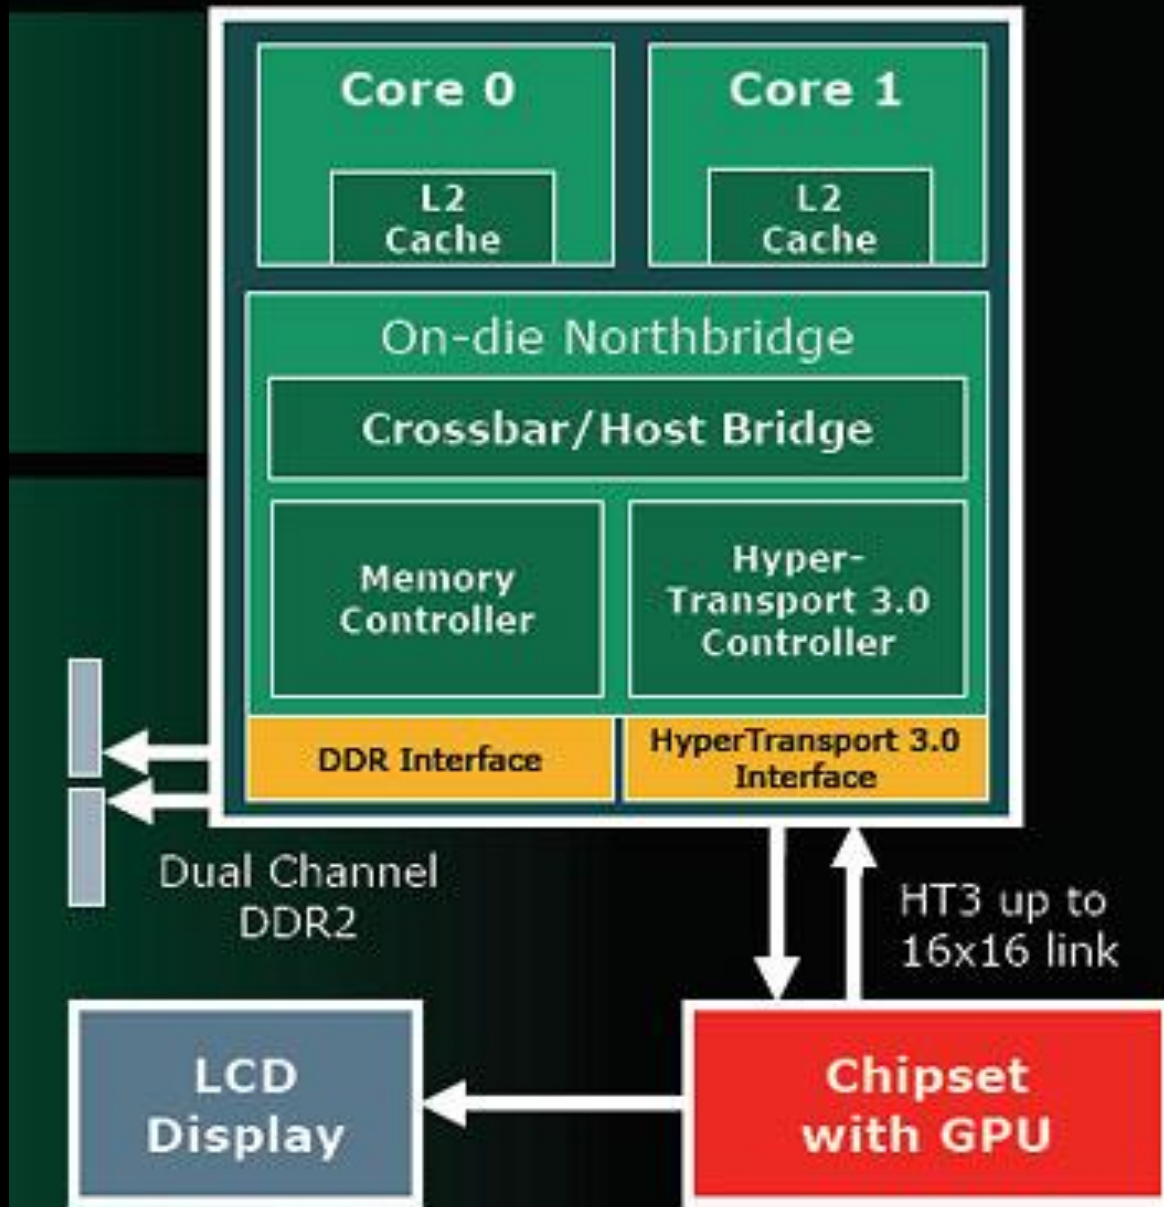 Core 0
Core 1
L2
Cache
L2
Cache
On-die Northbridge
Crossbar/Host Bridge
Memory
Controller
Hyper-
Transport 3.0
Controller
DDR Interface
HyperTransport 3.0
Interface
Dual Channel
DDR2
HT3 up to
16x16 link
LCD
Display
Chipset
with GPU